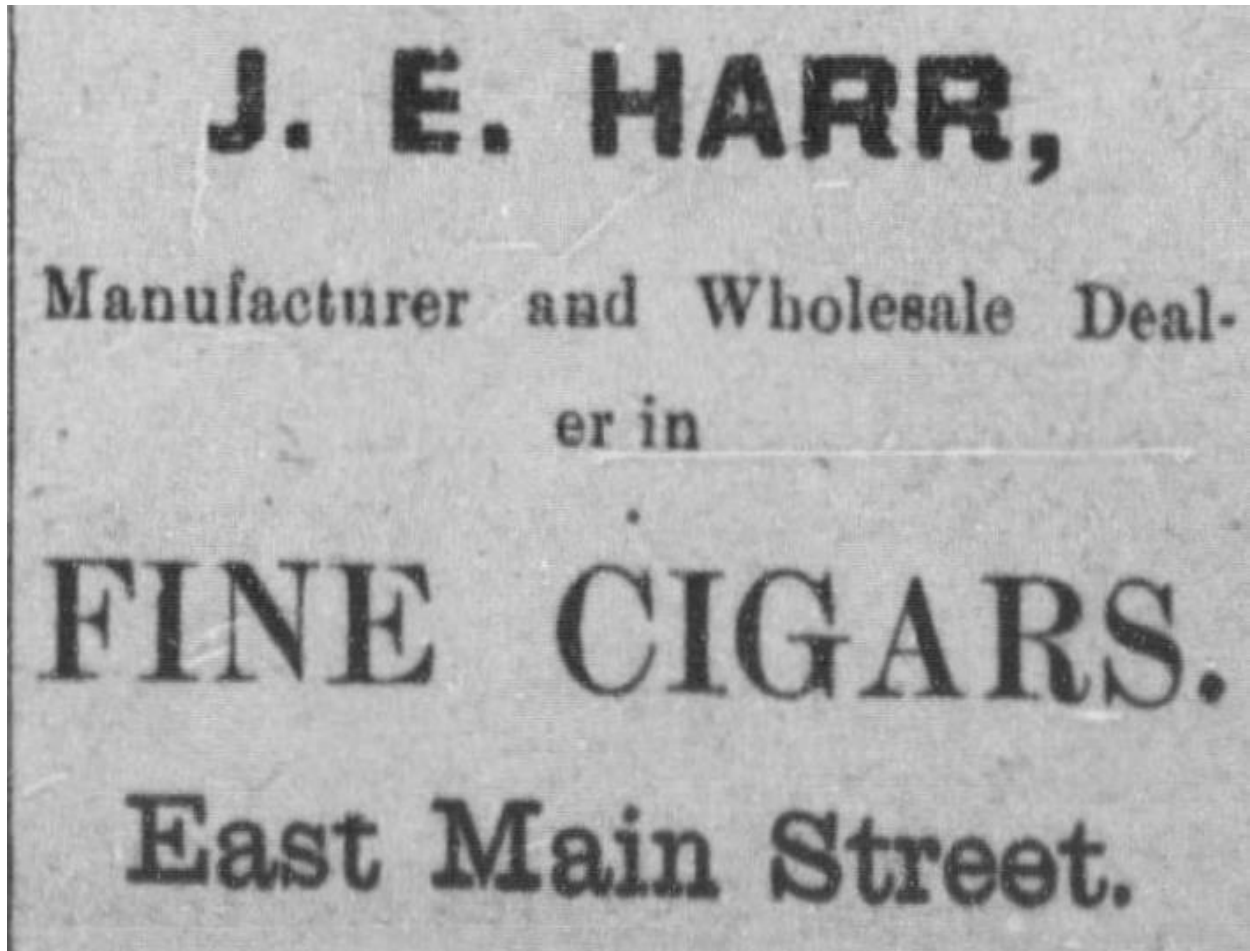 J. E. HARR,
Manufacturer and Wholesale Deal-
er in
FINE CIGARS.
East Main Street.